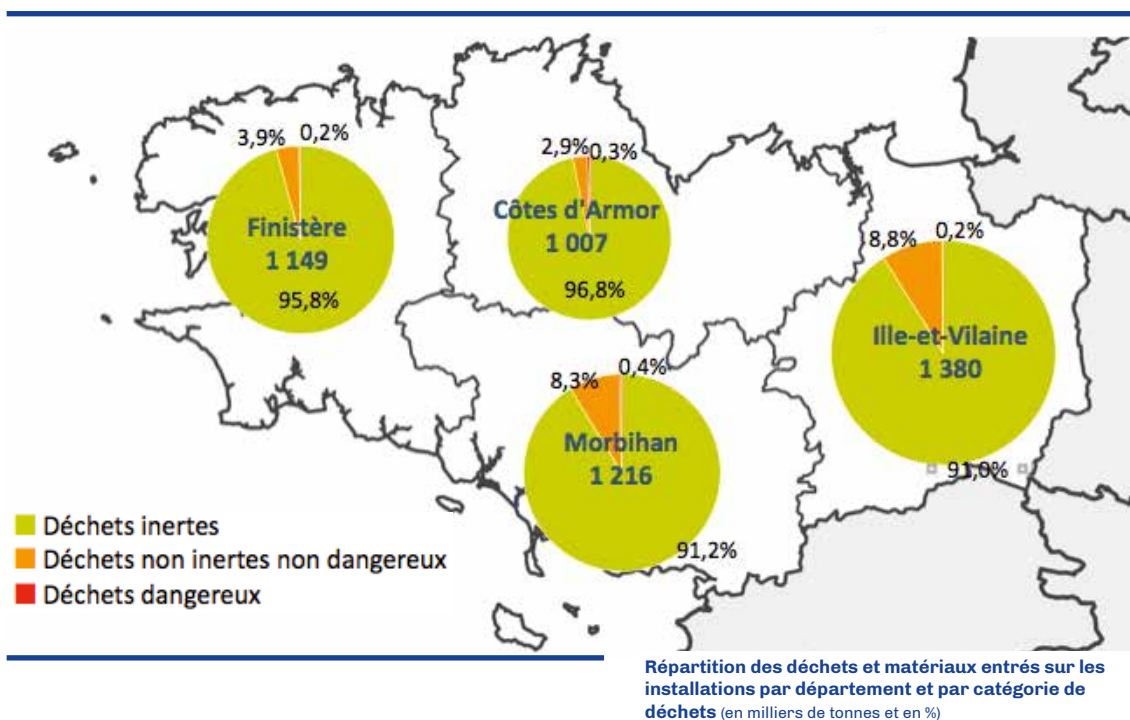 3,9% 0,2%
Finistère
1 149
95,8%
2,9% 0,3%
Côtes d'Armor
1 007
96,8%
8,8% 0,2%
Ille-et-Vilaine
1 380
91,0%
8,3% 0,4%
Morbihan
1 216
91,2%
Déchets inertes
Déchets non inertes non dangereux
Déchets dangereux
Répartition des déchets et matériaux entrés sur les
installations par département et par catégorie de
déchets (en milliers de tonnes et en %)